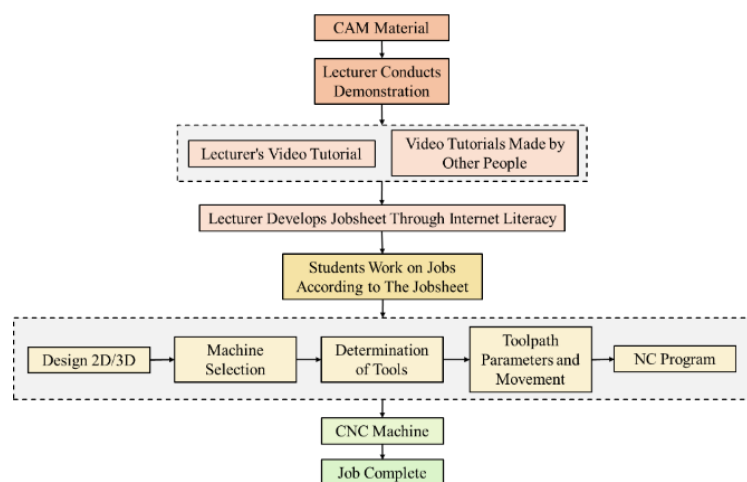 CAM Material
Lecturer Conducts
Demonstration
Lecturer's Video Tutorial
Video Tutorials Made by
Other People
Lecturer Develops Jobsheet Through Internet Literacy
Students Work on Jobs
According to The Jobsheet
Design 2D/3D
Machine
Selection
Determination
of Tools
Toolpath
Parameters and
Movement
NC Program
CNC Machine
Job Complete